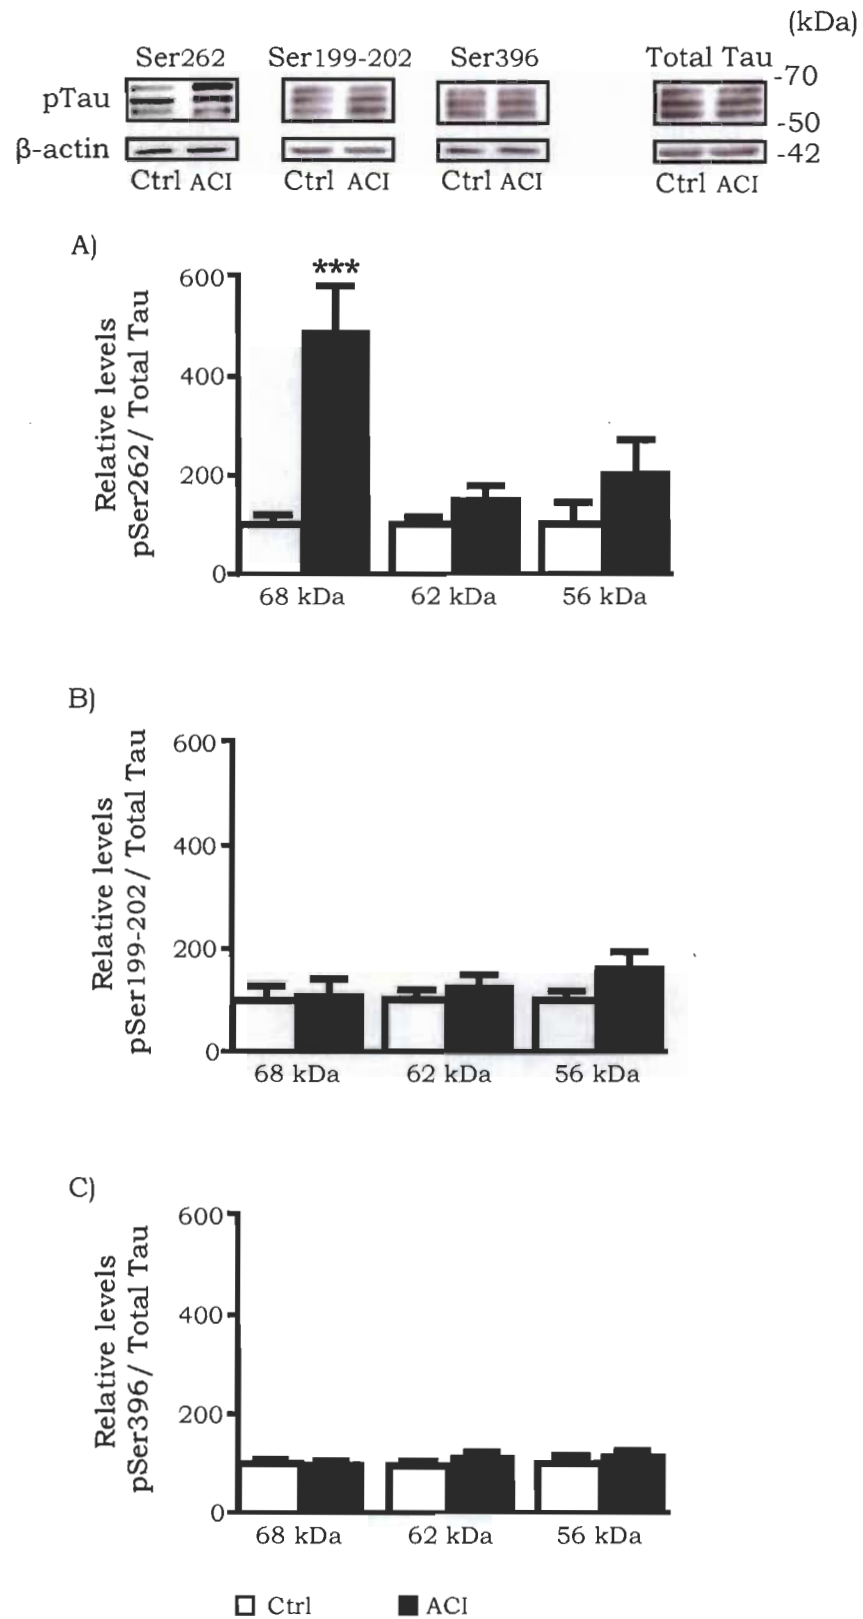 (kDa)
Ser262 Ser199-202 Ser396 Total Tau
-70
pTau
-50
β-actin
-42
Ctrl ACI Ctrl ACI Ctrl ACI Ctrl ACI
A)
***
Relative levels
pSer262/ Total Tau
600
400
200
0
68 kDa 62 kDa 56 kDa
B)
Relative levels
pSer199-202/ Total Tau
600
400
200
0
68 kDa 62 kDa 56 kDa
C)
Relative levels
pSer396/ Total Tau
600
400
200
0
68 kDa 62 kDa 56 kDa
Ctrl ACI